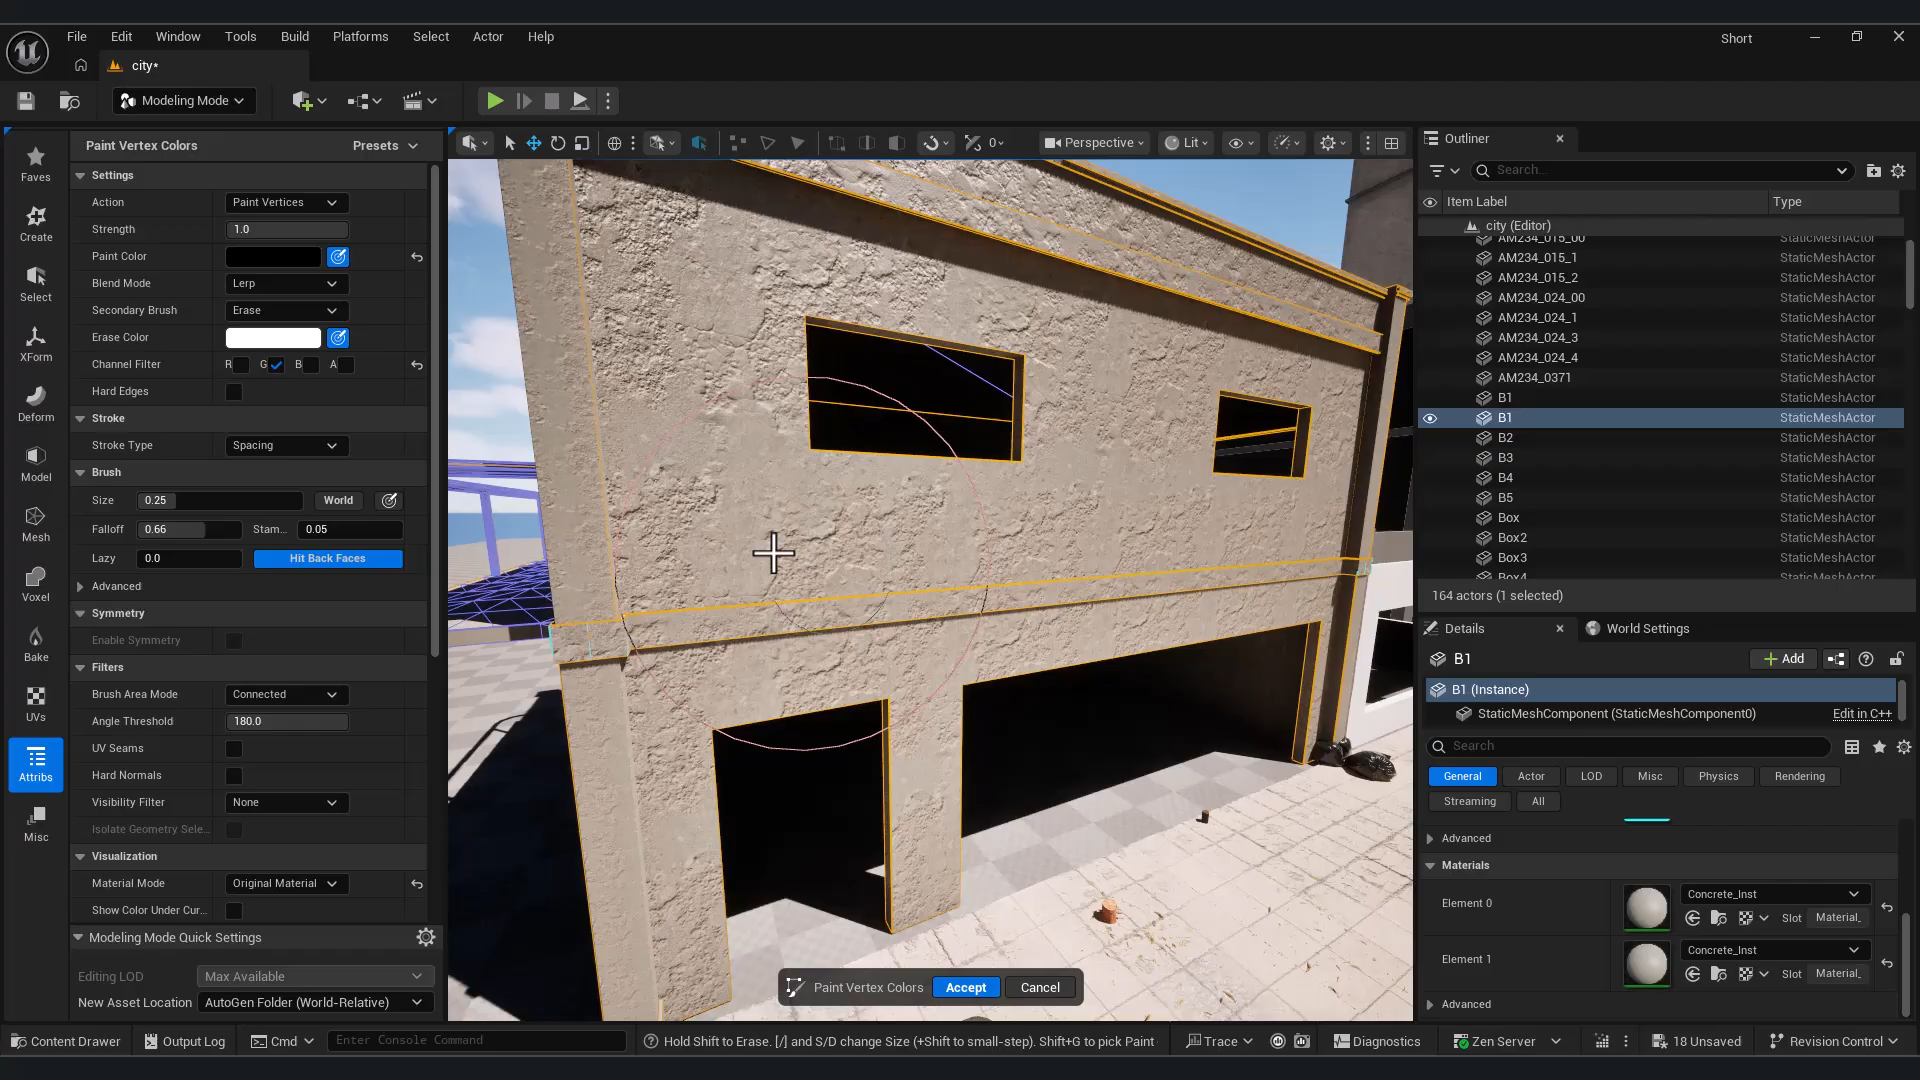 File Edit Window Tools Build Platforms Select Actor Help
Short
city*
Modeling Mode
Paint Vertex Colors Presets
Settings
Action Paint Vertices
Strength 1.0
Paint Color
Blend Mode Lerp
Secondary Brush Erase
Erase Color
Channel Filter R G B A
Hard Edges
Stroke
Stroke Type Spacing
Brush
Size 0.25 World
Falloff 0.66 Stam... 0.05
Lazy 0.0 Hit Back Faces
Advanced
Symmetry
Enable Symmetry
Filters
Brush Area Mode Connected
Angle Threshold 180.0
UV Seams
Hard Normals
Visibility Filter None
Isolate Geometry Sele...
Visualization
Material Mode Original Material
Show Color Under Cur...
Modeling Mode Quick Settings
Editing LOD Max Available
New Asset Location AutoGen Folder (World-Relative)
Faves
Create
Select
XForm
Deform
Model
Mesh
Voxel
Bake
UVs
Attribs
Misc
0
Perspective
Lit
Paint Vertex Colors Accept Cancel
Outliner
Search...
Item Label Type
city (Editor)
AM234_015_00 StaticMeshActor
AM234_015_1 StaticMeshActor
AM234_015_2 StaticMeshActor
AM234_024_00 StaticMeshActor
AM234_024_1 StaticMeshActor
AM234_024_3 StaticMeshActor
AM234_024_4 StaticMeshActor
AM234_0371 StaticMeshActor
B1 StaticMeshActor
B1 StaticMeshActor
B2 StaticMeshActor
B3 StaticMeshActor
B4 StaticMeshActor
B5 StaticMeshActor
Box StaticMeshActor
Box2 StaticMeshActor
Box3 StaticMeshActor
Box4 StaticMeshActor
164 actors (1 selected)
Details World Settings
B1 Add
B1 (Instance)
StaticMeshComponent (StaticMeshComponent0) Edit in C++
Search
General Actor LOD Misc Physics Rendering
Streaming All
Advanced
Materials
Element 0 Concrete_Inst
Slot Material_
Element 1 Concrete_Inst
Slot Material_
Advanced
Content Drawer Output Log Cmd Enter Console Command Hold Shift to Erase. [/] and S/D change Size (+Shift to small-step). Shift+G to pick Paint Trace Diagnostics Zen Server 18 Unsaved Revision Control